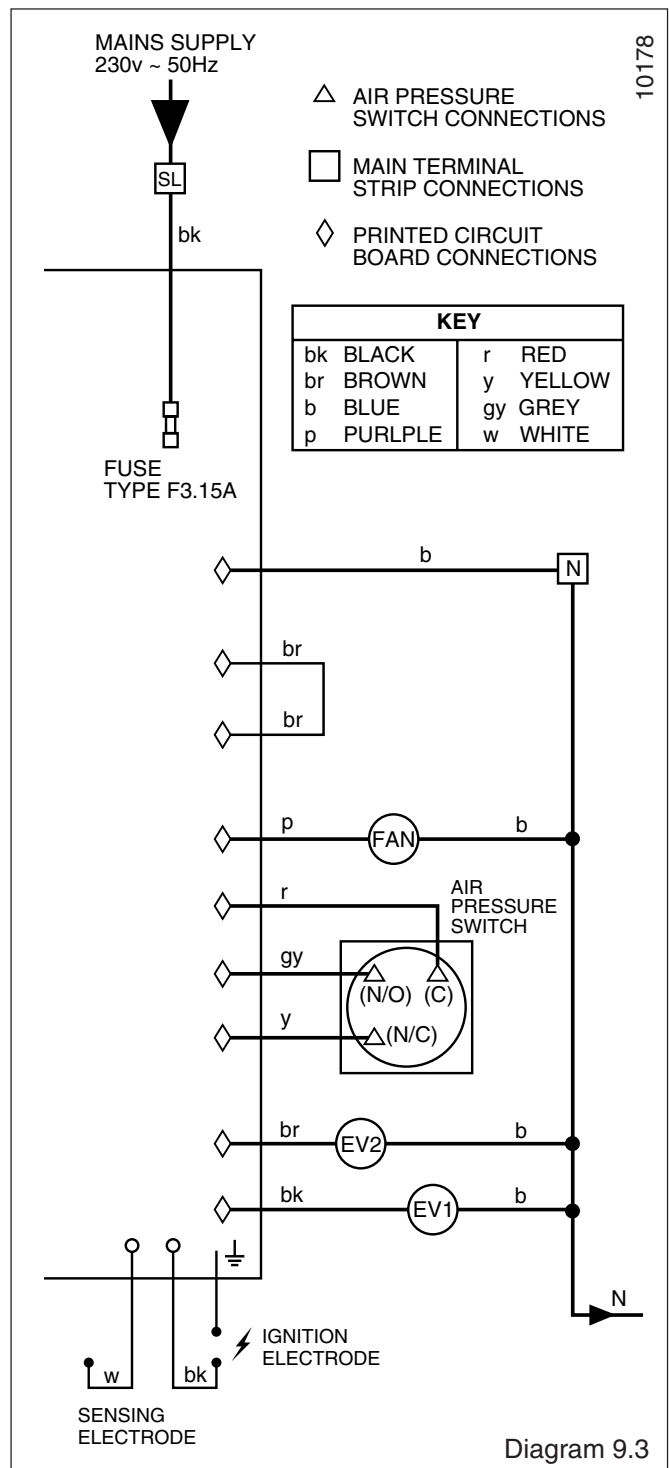 MAINS SUPPLY
230v ~ 50Hz
10178
AIR PRESSURE
SWITCH CONNECTIONS
SL
MAIN TERMINAL
STRIP CONNECTIONS
bk
PRINTED CIRCUIT
BOARD CONNECTIONS
KEY
bk BLACK r RED
br BROWN y YELLOW
b BLUE gy GREY
p PURLPLE w WHITE
FUSE
TYPE F3.15A
b
N
br
br
p FAN b
r
AIR
PRESSURE
SWITCH
gy
(N/O) (C)
y
(N/C)
br EV2 b
bk EV1 b
N
IGNITION
ELECTRODE
w bk
SENSING
ELECTRODE
Diagram 9.3